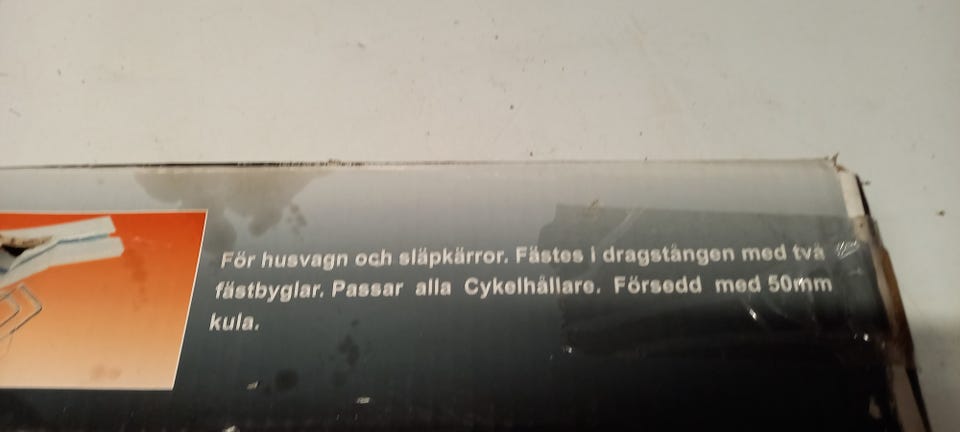 För husvagn och släpkärror. Fästes i dragstången med två
fästbyglar. Passar alla Cykelhållare. Försedd med 50mm
kula.